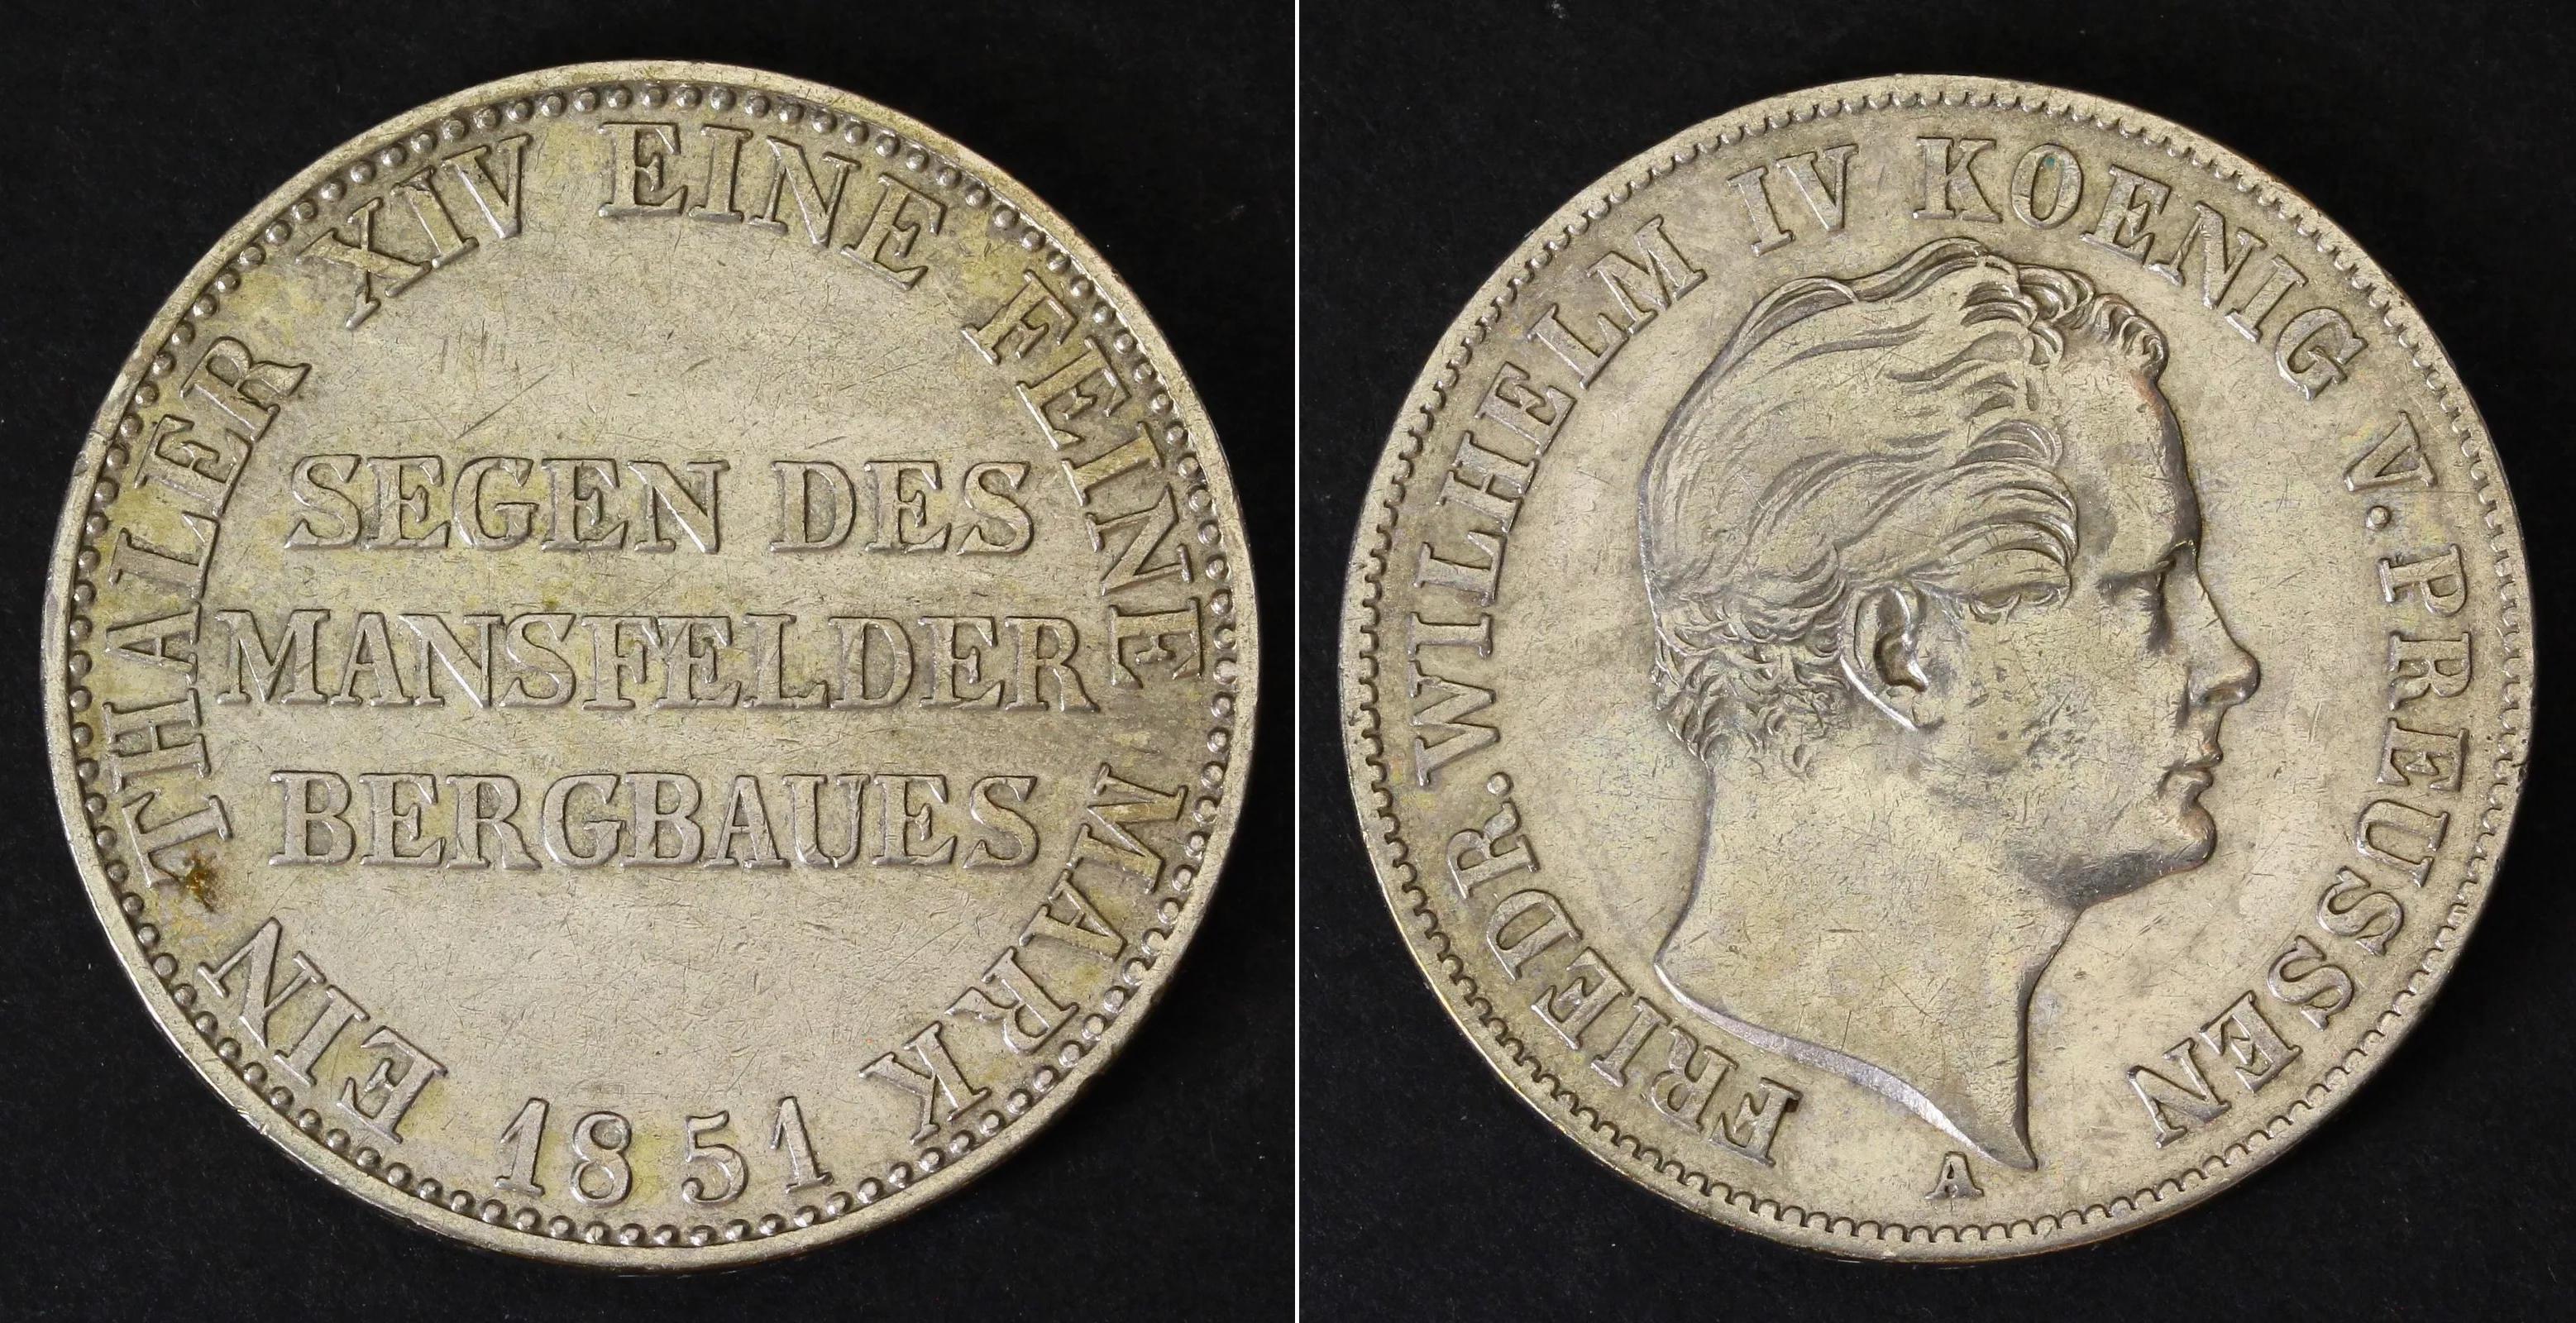 EIN THALER XIV EINE FEINE MARK
SEGEN DES
MANSFELDER
BERGBAUES
1851
FRIEDR. WILHELM IV KOENIG V. PREUSSEN
A